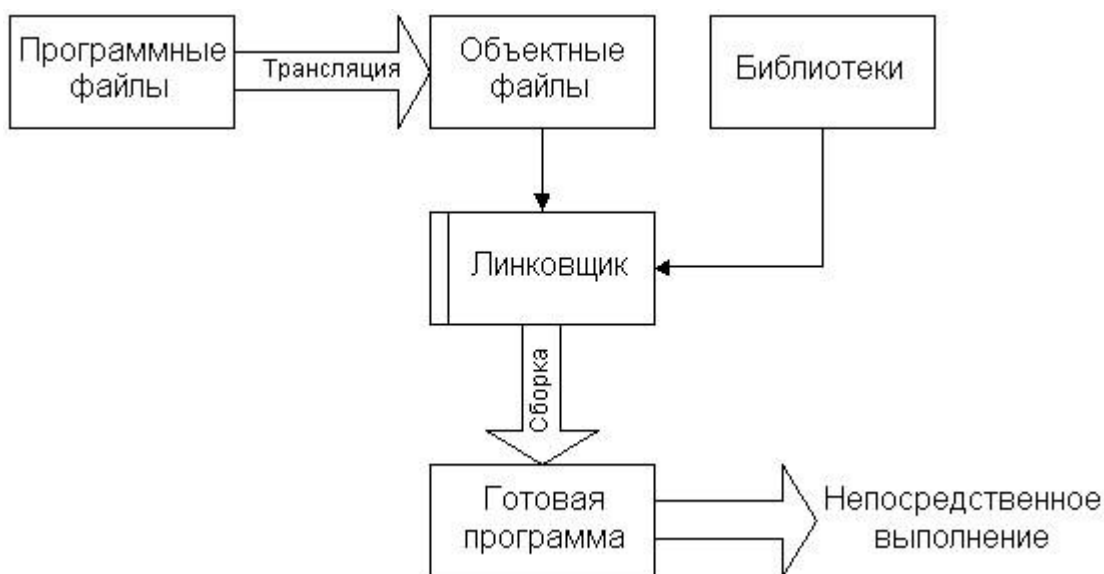 Программные
файлы
Трансляция
Объектные
файлы
Библиотеки
Линковщик
Сборка
Готовая
программа
Непосредственное
выполнение